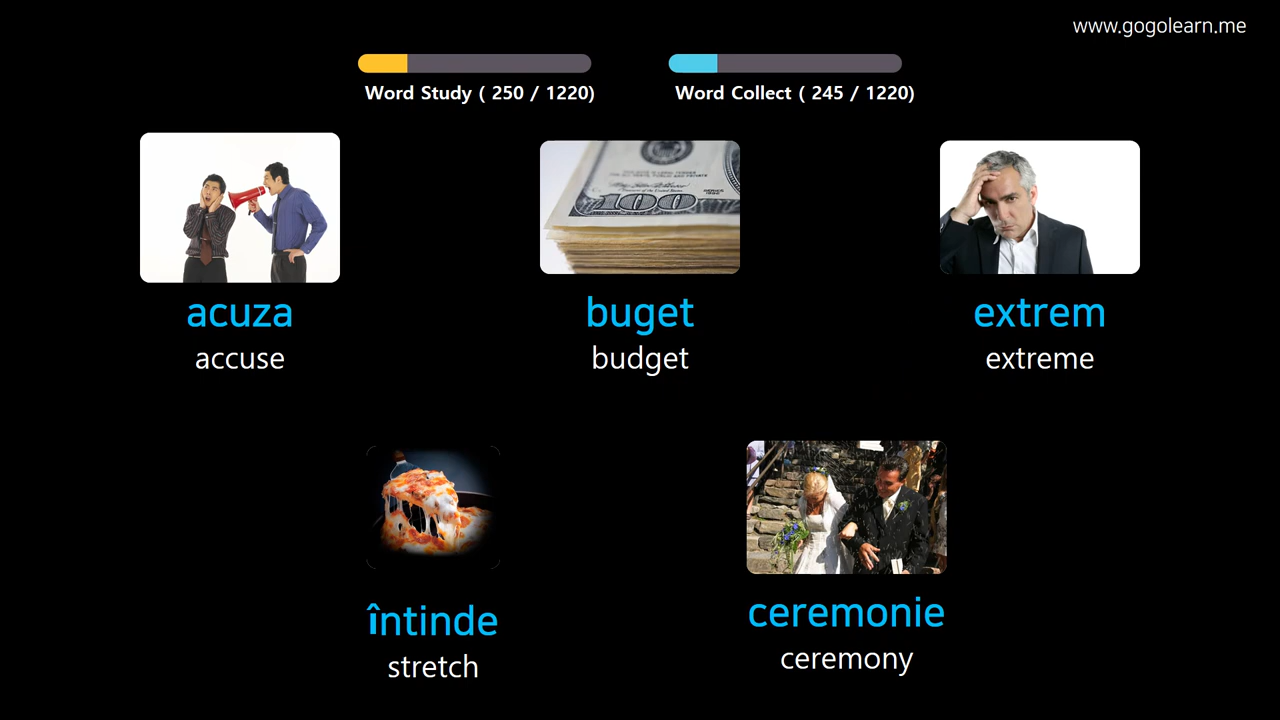 www.gogolearn.me
Word Study ( 250 / 1220)
Word Collect ( 245 / 1220)
100
acuza
accuse
buget
budget
extrem
extreme
întinde
stretch
ceremonie
ceremony